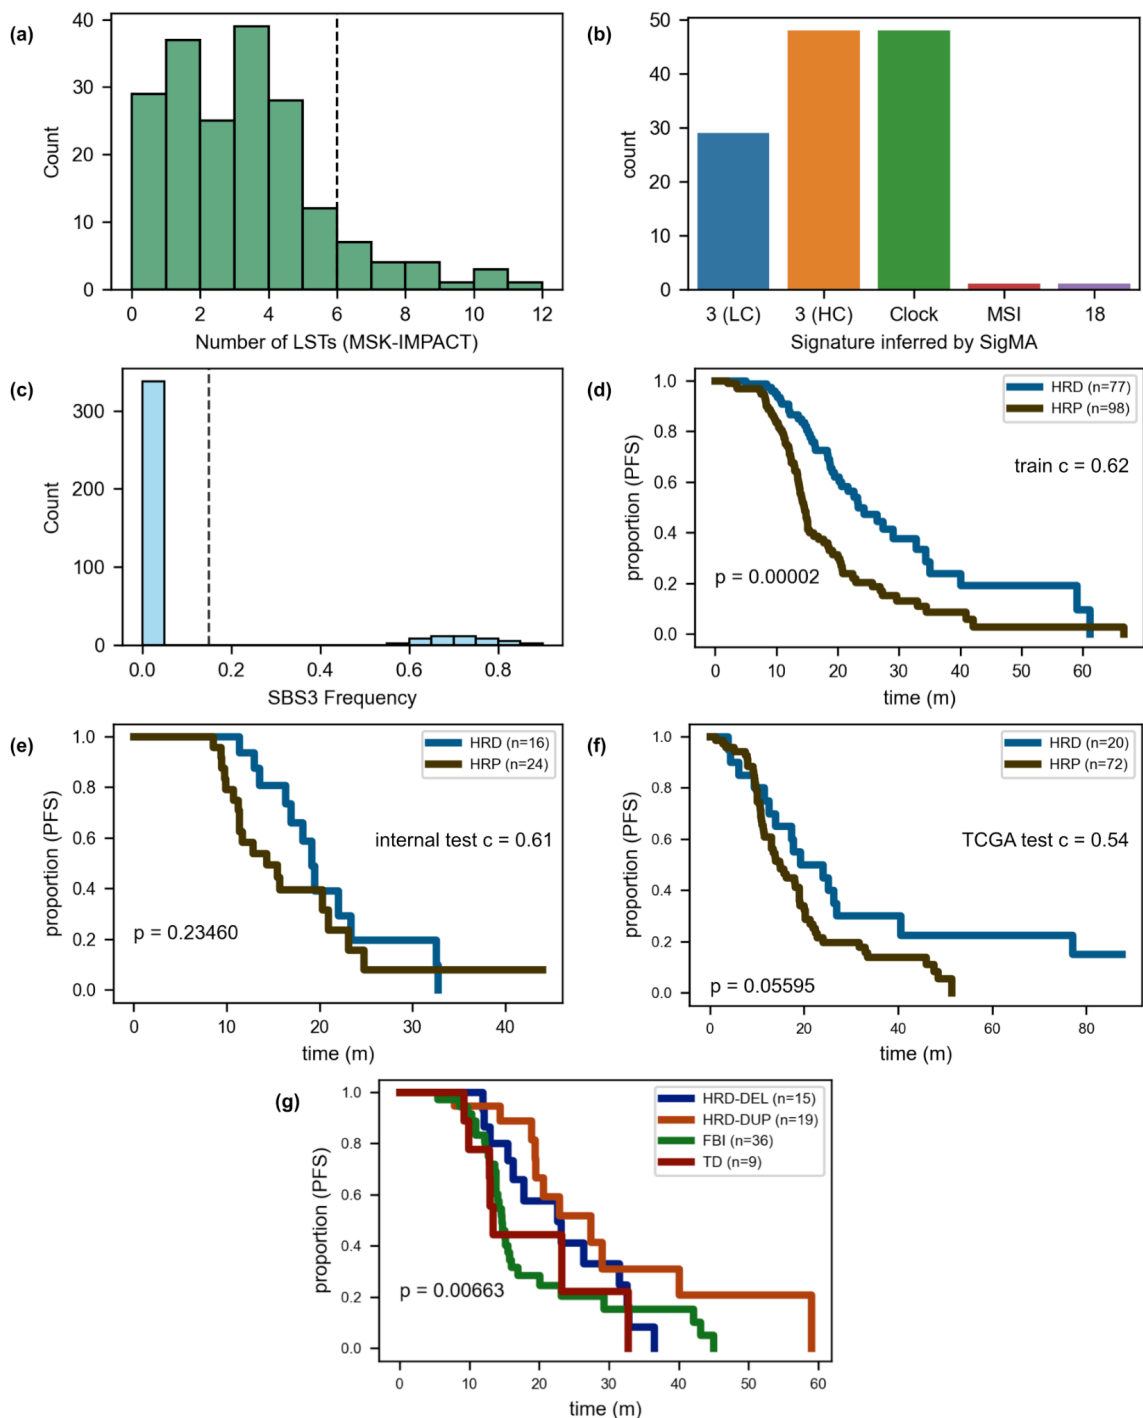 (a)
40
30
20
10
0
Count
0 2 4 6 8 10 12
Number of LSTs (MSK-IMPACT)
(b)
50
40
30
20
10
0
count
3 (LC) 3 (HC) Clock MSI 18
Signature inferred by SigMA
(c)
300
200
100
0
Count
0.0 0.2 0.4 0.6 0.8
SBS3 Frequency
(d)
1.0
0.8
0.6
0.4
0.2
0.0
proportion (PFS)
HRD (n=77)
HRP (n=98)
train c = 0.62
p = 0.00002
0 10 20 30 40 50 60
time (m)
(e)
1.0
0.8
0.6
0.4
0.2
0.0
proportion (PFS)
HRD (n=16)
HRP (n=24)
internal test c = 0.61
p = 0.23460
0 10 20 30 40
time (m)
(f)
1.0
0.8
0.6
0.4
0.2
0.0
proportion (PFS)
HRD (n=20)
HRP (n=72)
TCGA test c = 0.54
p = 0.05595
0 20 40 60 80
time (m)
(g)
1.0
0.8
0.6
0.4
0.2
0.0
proportion (PFS)
HRD-DEL (n=15)
HRD-DUP (n=19)
FBI (n=36)
TD (n=9)
p = 0.00663
0 10 20 30 40 50 60
time (m)